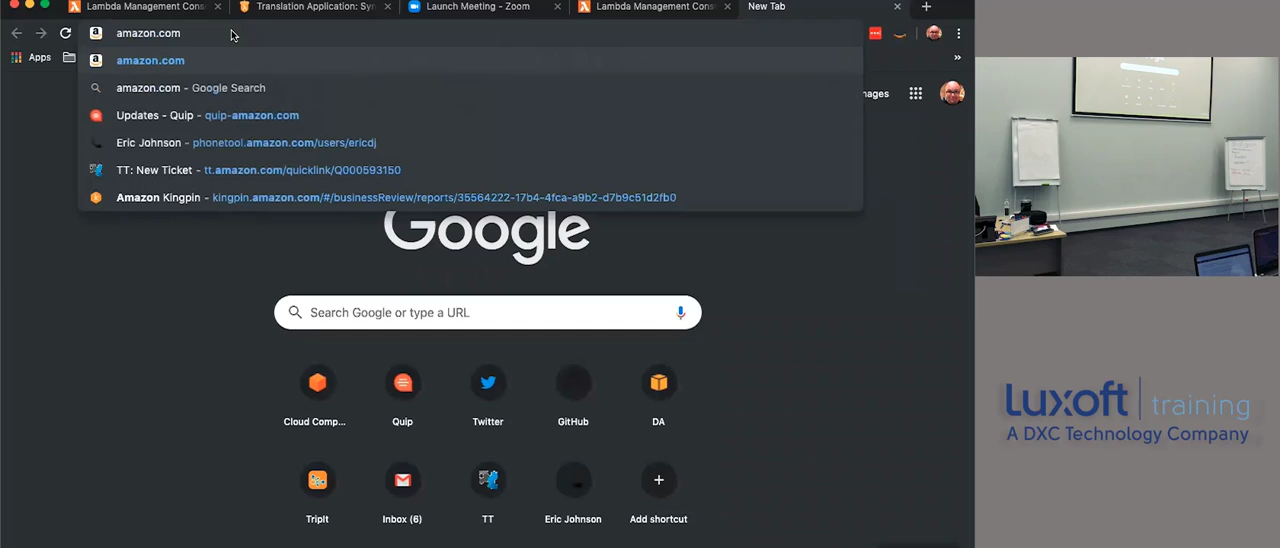 Lambda Management Cons
Translation Application: Syn
Launch Meeting - Zoom
Lambda Management Cons
New Tab
amazon.com
Apps
amazon.com
amazon.com - Google Search
Updates - Quip - quip-amazon.com
Eric Johnson - phonetool.amazon.com/users/ericdj
TT: New Ticket - tt.amazon.com/quicklink/Q000593150
Amazon Kingpin - kingpin.amazon.com/#/businessReview/reports/35564222-17b4-4fca-a9b2-d7b9c51d2fb0
mages
Google
Search Google or type a URL
Cloud Comp...
Quip
Twitter
GitHub
DA
TripIt
Inbox (6)
TT
Eric Johnson
Add shortcut
luxoft training
A DXC Technology Company